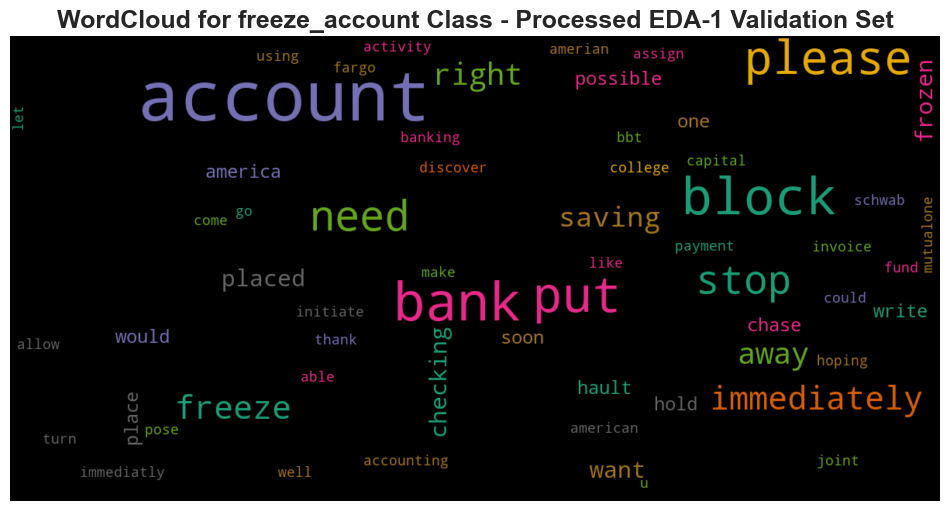 WordCloud for freeze_account Class - Processed EDA-1 Validation Set
activity
using
amerian
assign
please
fargo
right
possible
account
frozen
let
one
banking
bbt
discover
college
capital
america
block
schwab
go
come
need
saving
mutualone
payment
invoice
like
fund
make
placed
stop
could
bank
put
initiate
write
chase
would
thank
soon
allow
away
hoping
checking
able
hault
freeze
hold
immediately
place
pose
american
turn
accounting
joint
immediatly
well
want
u